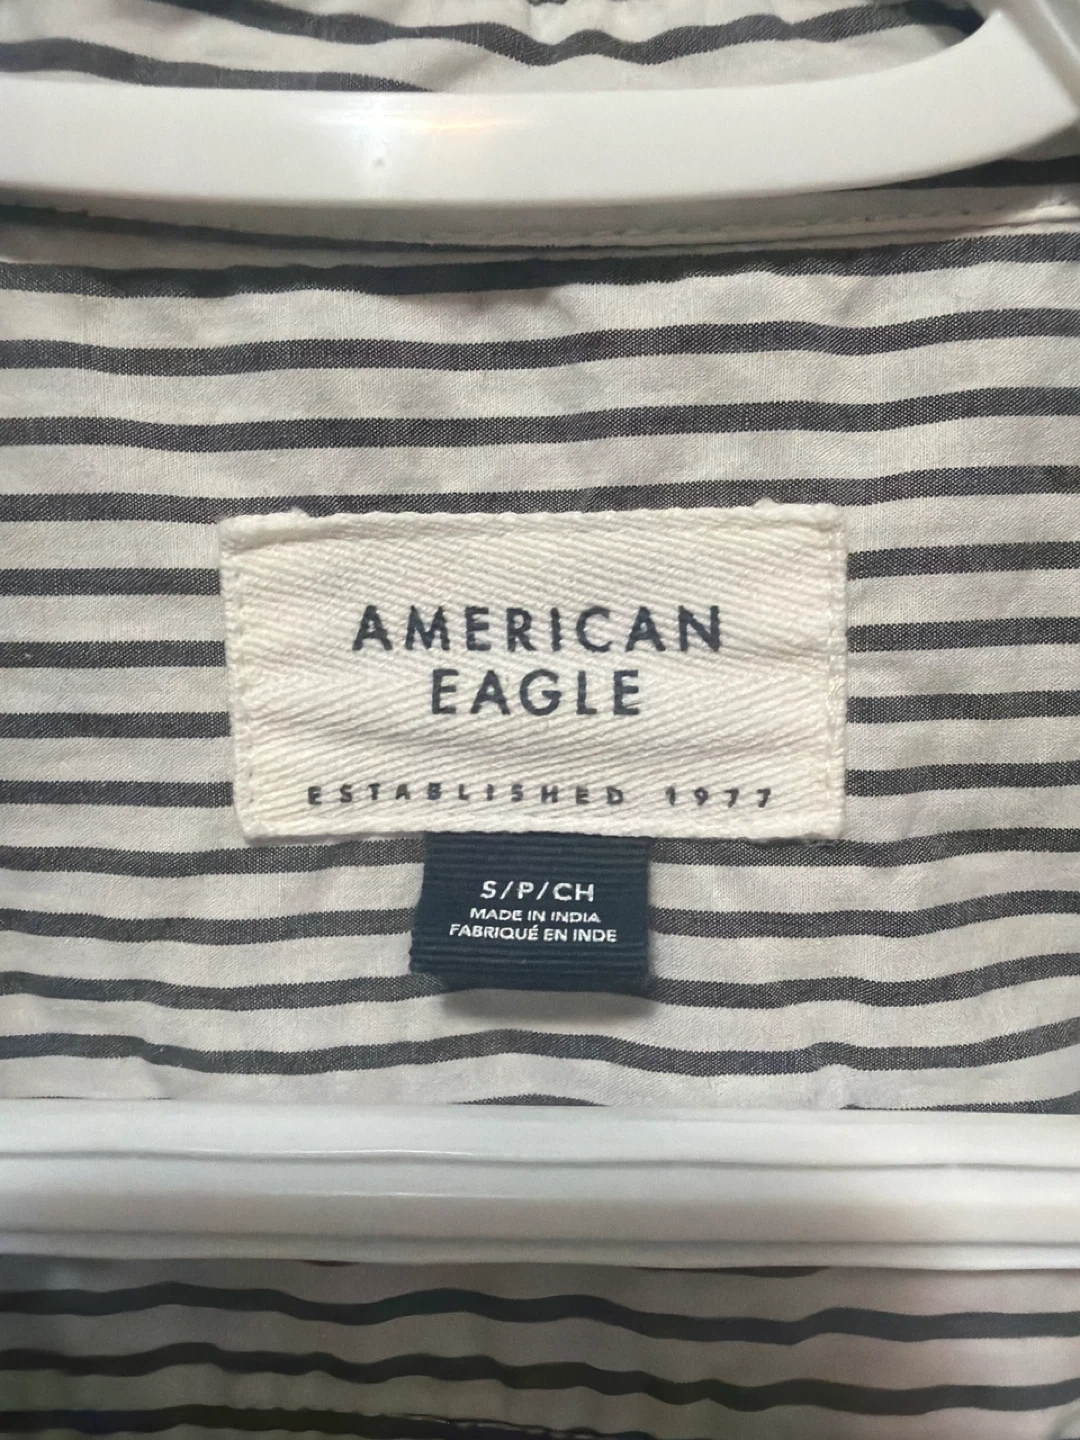 AMERICAN
EAGLE
ESTABLISHED 1977
S/P/CH
MADE IN INDIA
FABRIQUÉ EN INDE